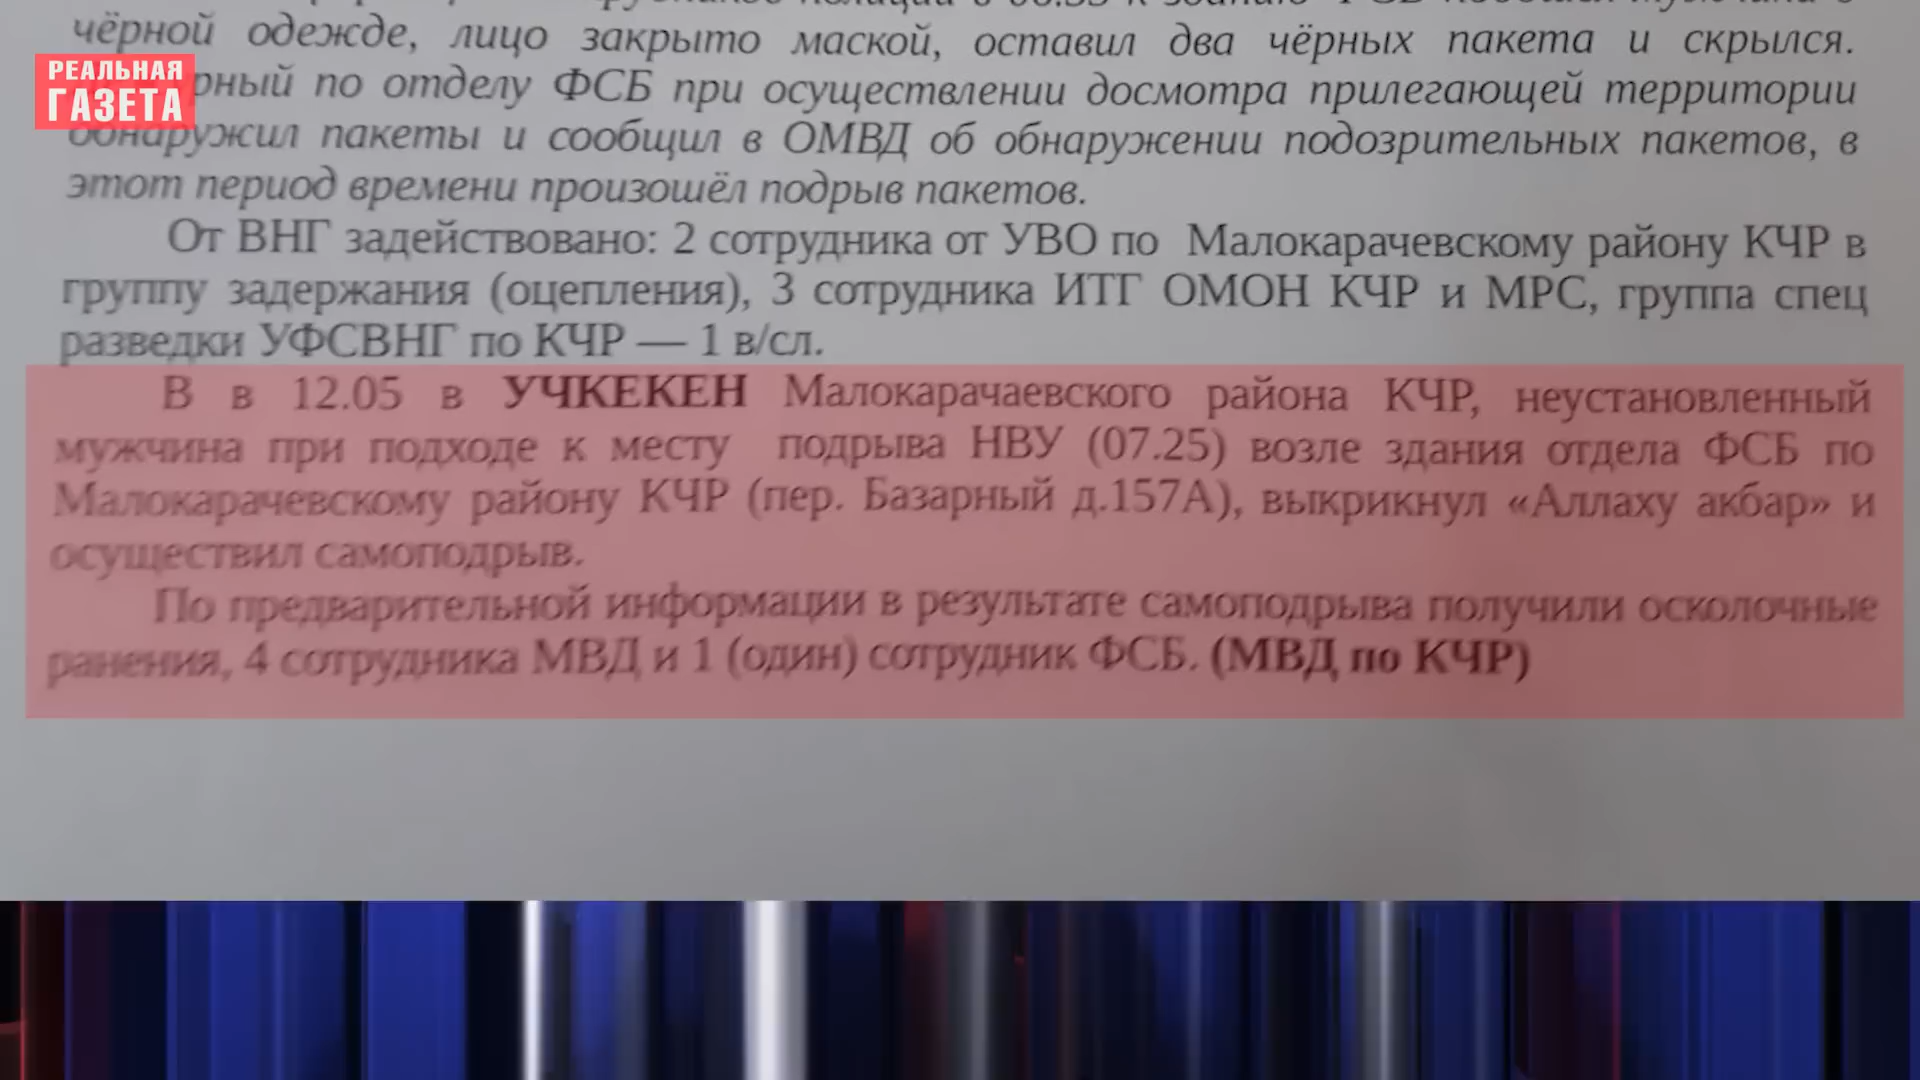 чёрной одежде, лицо закрыто маской, оставил два чёрных пакета и скрылся.
РЕАЛЬНАЯ
ГАЗЕТА
рный по отделу ФСБ при осуществлении досмотра прилегающей территории
обнаружил пакеты и сообщил в ОМВД об обнаружении подозрительных пакетов, в
этот период времени произошёл подрыв пакетов.
От ВНГ задействовано: 2 сотрудника от УВО по Малокарачевскому району КЧР в
группу задержания (оцепления), 3 сотрудника ИТГ ОМОН КЧР и МРС, группа спец
разведки УФСВНГ по КЧР — 1 в/сл.
В в 12.05 в УЧКЕКЕН Малокарачаевского района КЧР, неустановленный
мужчина при подходе к месту подрыва НВУ (07.25) возле здания отдела ФСБ по
Малокарачевскому району КЧР (пер. Базарный д.157А), выкрикнул «Аллаху акбар» и
осуществил самоподрыв.
По предварительной информации в результате самоподрыва получили осколочные
ранения, 4 сотрудника МВД и 1 (один) сотрудник ФСБ. (МВД по КЧР)